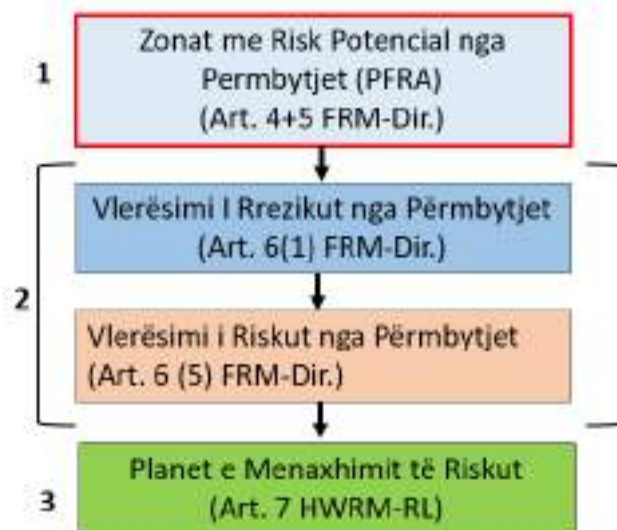 1
Zonat me Risk Potencial nga
Permbytjet (PFRA)
(Art. 4+5 FRM-Dir.)
2
Vlerësimi I Rrezikut nga Përmbytjet
(Art. 6(1) FRM-Dir.)
Vlerësimi i Riskut nga Përmbytjet
(Art. 6 (5) FRM-Dir.)
3
Planet e Menaxhimit të Riskut
(Art. 7 HWRM-RL)